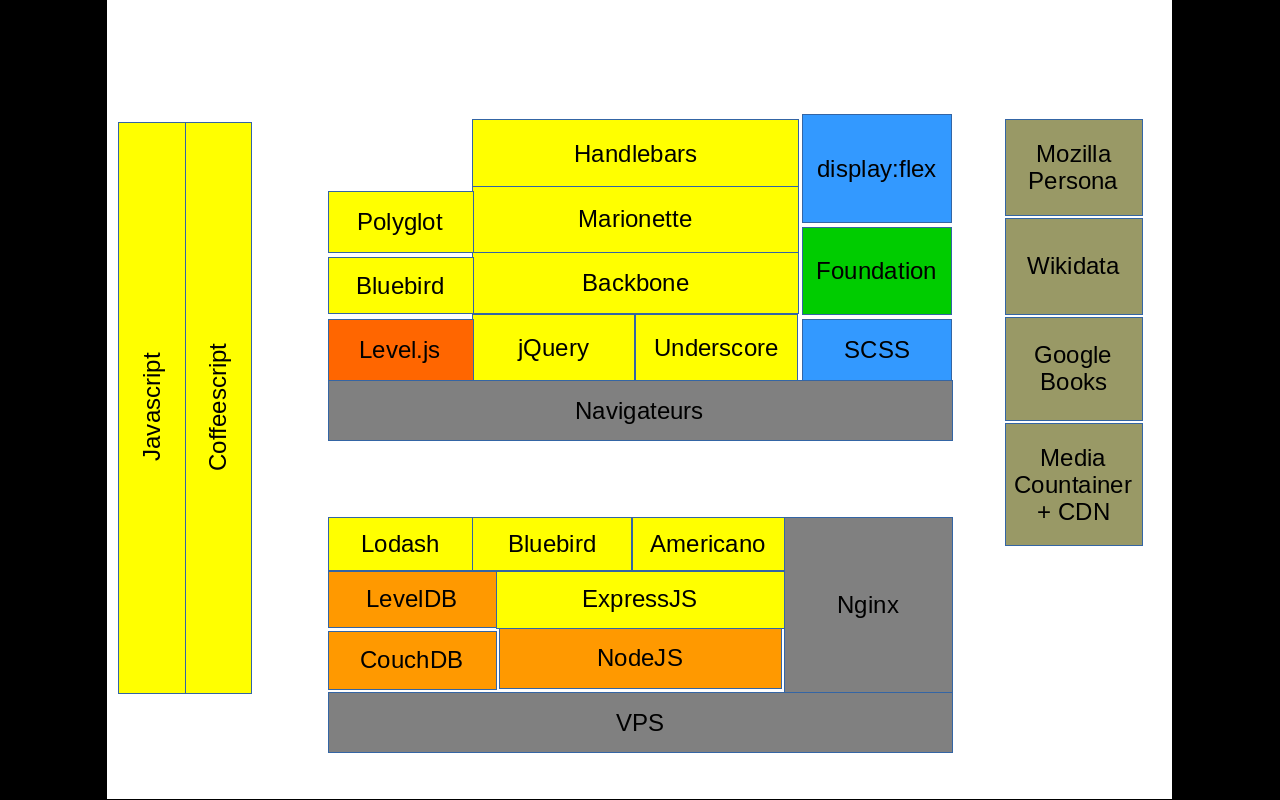 Javascript
Coffeescript
Handlebars
display:flex
Polyglot
Marionette
Bluebird
Backbone
Foundation
Level.js
jQuery
Underscore
SCSS
Navigateurs
Lodash
Bluebird
Americano
LevelDB
ExpressJS
Nginx
CouchDB
NodeJS
VPS
Mozilla
Persona
Wikidata
Google
Books
Media
Countainer
+ CDN